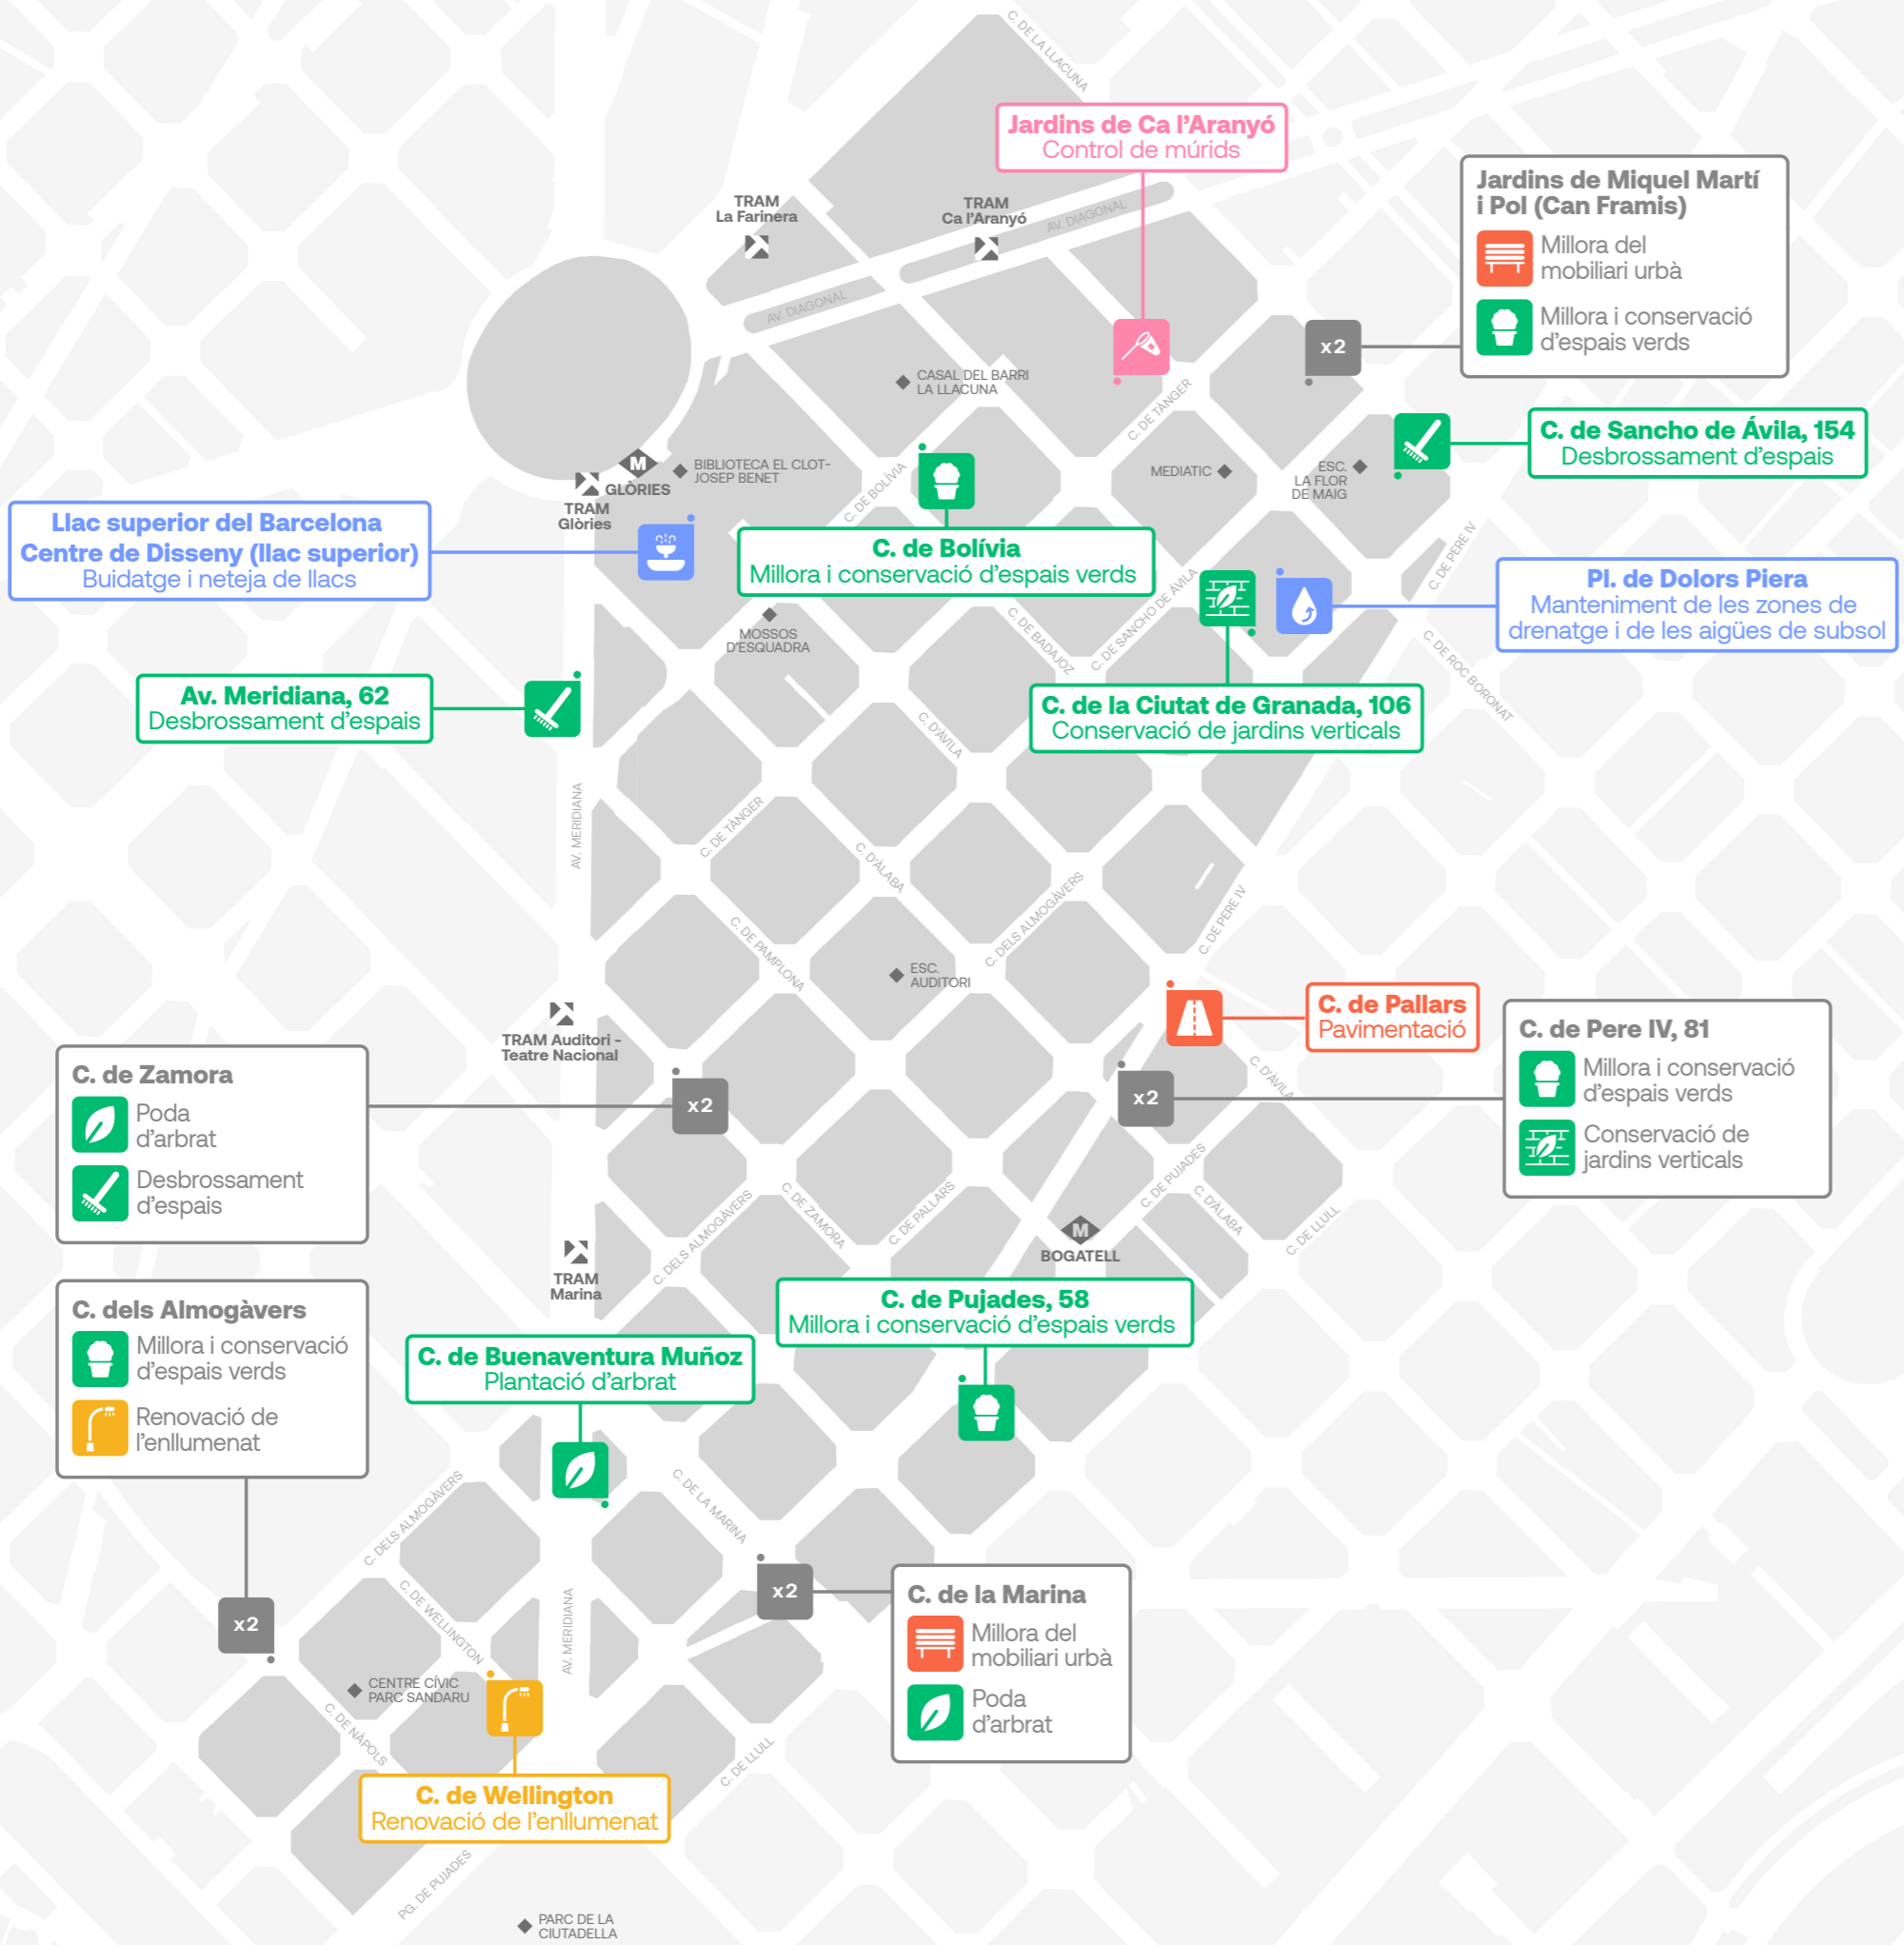 C. DE LA LLACUNA
Jardins de Ca l'Aranyó
Control de múrids
Jardins de Miquel Martí
i Pol (Can Framis)
Millora del
mobiliari urbà
Millora i conservació
d'espais verds
TRAM
La Farinera
TRAM
Ca l'Aranyó
AV. DIAGONAL
AV. DIAGONAL
x2
CASAL DEL BARRI
LA LLACUNA
C. DE TÀNGER
C. de Sancho de Ávila, 154
Desbrossament d'espais
M
GLÒRIES
TRAM
Glòries
BIBLIOTECA EL CLOT-
JOSEP BENET
C. DE BOLÍVIA
MEDIATIC
ESC.
LA FLOR
DE MAIG
Llac superior del Barcelona
Centre de Disseny (llac superior)
Buidatge i neteja de llacs
C. de Bolívia
Millora i conservació d'espais verds
C. DE PERE IV
Pl. de Dolors Piera
Manteniment de les zones de
drenatge i de les aigües de subsol
MOSSOS
D'ESQUADRA
C. DE BADAJOZ
C. DE SANCHO DE ÁVILA
C. DE ROC BORONAT
Av. Meridiana, 62
Desbrossament d'espais
C. de la Ciutat de Granada, 106
Conservació de jardins verticals
C. D'ÀVILA
AV. MERIDIANA
C. DE TÀNGER
C. D'ÀLABA
C. DELS ALMOGÀVERS
C. DE PERE IV
C. DE PAMPLONA
ESC.
AUDITORI
TRAM Auditori -
Teatre Nacional
C. de Pallars
Pavimentació
C. de Pere IV, 81
Millora i conservació
d'espais verds
Conservació de
jardins verticals
C. de Zamora
Poda
d'arbrat
Desbrossament
d'espais
x2
x2
C. D'ÀVILA
C. DE PUJADES
C. D'ÀLABA
C. DE LLULL
C. DELS ALMOGÀVERS
C. DE ZAMORA
C. DE PALLARS
M
BOGATELL
TRAM
Marina
C. dels Almogàvers
Millora i conservació
d'espais verds
Renovació de
l'enllumenat
C. de Pujades, 58
Millora i conservació d'espais verds
C. de Buenaventura Muñoz
Plantació d'arbrat
C. DELS ALMOGÀVERS
C. DE LA MARINA
x2
C. de la Marina
Millora del
mobiliari urbà
Poda
d'arbrat
x2
C. DE WELLINGTON
AV. MERIDIANA
CENTRE CÍVIC
PARC SANDARU
C. DE NÀPOLS
C. DE LLULL
C. de Wellington
Renovació de l'enllumenat
PG. DE PUJADES
PARC DE LA
CIUTADELLA